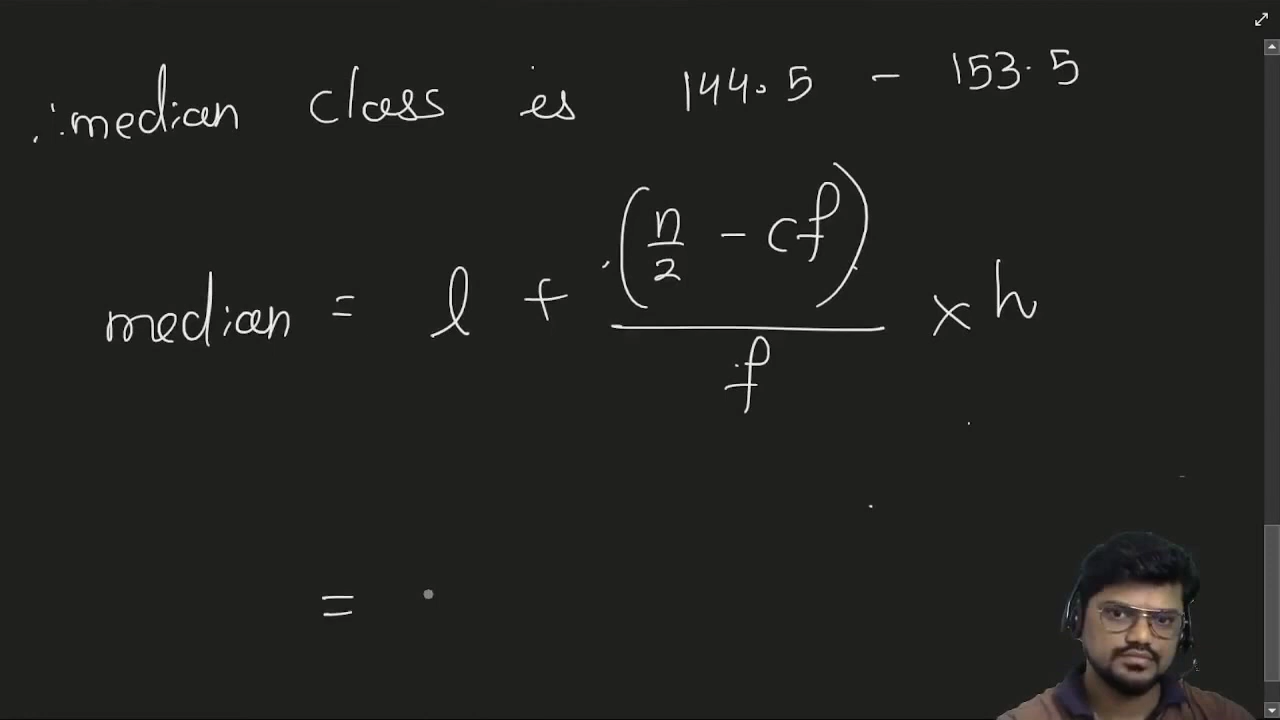 ∴ median class is 144.5 - 153.5
median = l + (n/2 - cf)/f × h
=